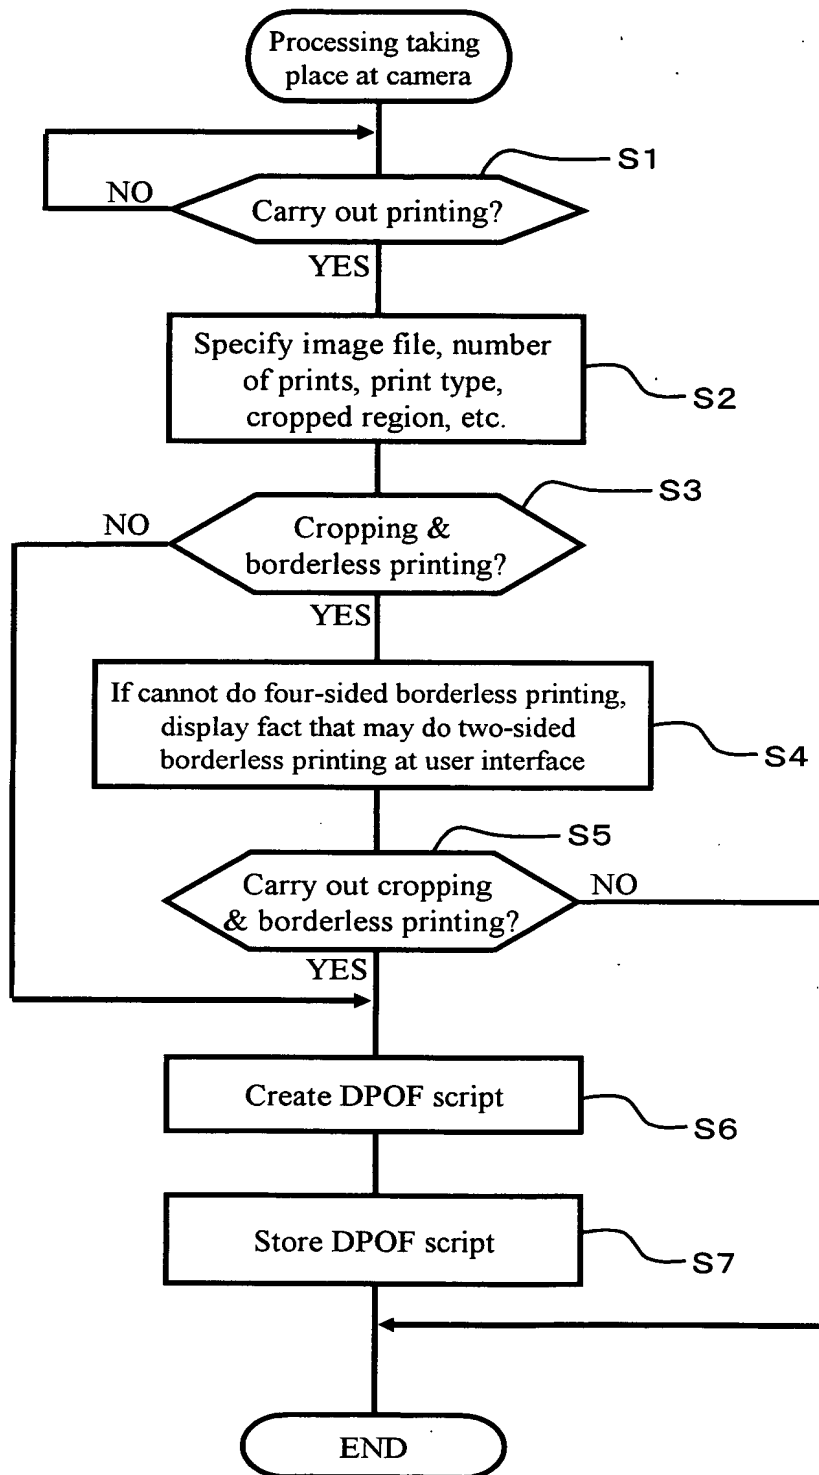 Processing taking
place at camera
S1
NO
Carry out printing?
YES
Specify image file, number
of prints, print type,
cropped region, etc.
S2
S3
NO
Cropping &
borderless printing?
YES
If cannot do four-sided borderless printing,
display fact that may do two-sided
borderless printing at user interface
S4
S5
Carry out cropping
& borderless printing?
NO
YES
Create DPOF script
S6
Store DPOF script
S7
END